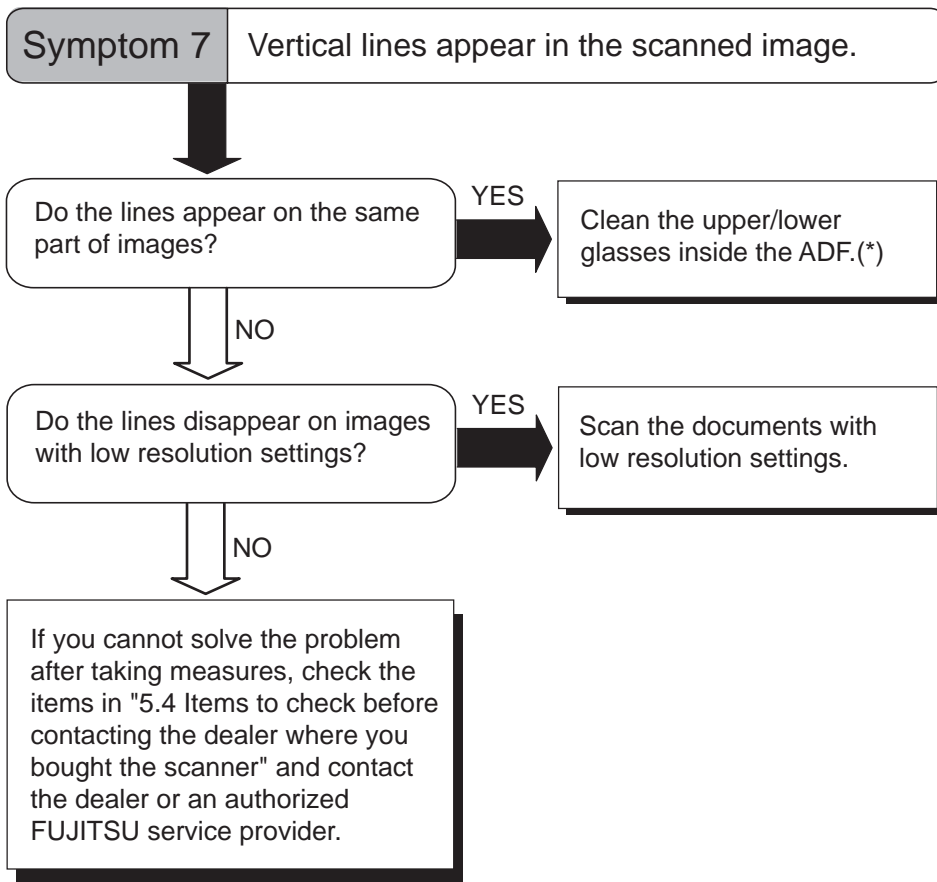 Symptom 7
Vertical lines appear in the scanned image.
Do the lines appear on the same
part of images?
YES
Clean the upper/lower
glasses inside the ADF.(*)
NO
Do the lines disappear on images
with low resolution settings?
YES
Scan the documents with
low resolution settings.
NO
If you cannot solve the problem
after taking measures, check the
items in "5.4 Items to check before
contacting the dealer where you
bought the scanner" and contact
the dealer or an authorized
FUJITSU service provider.